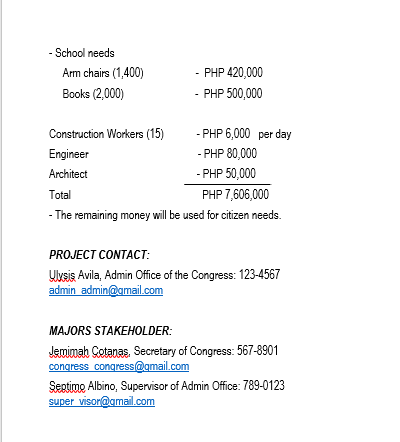 - School needs
Arm chairs (1,400) - PHP 420,000
Books (2,000) - PHP 500,000
Construction Workers (15) - PHP 6,000 per day
Engineer - PHP 80,000
Architect - PHP 50,000
Total PHP 7,606,000
- The remaining money will be used for citizen needs.
PROJECT CONTACT:
Ulysis Avila, Admin Office of the Congress: 123-4567
admin_admin@gmail.com
MAJORS STAKEHOLDER:
Jemimah Cotanas, Secretary of Congress: 567-8901
congress_congress@gmail.com
Septimo Albino, Supervisor of Admin Office: 789-0123
super_visor@gmail.com